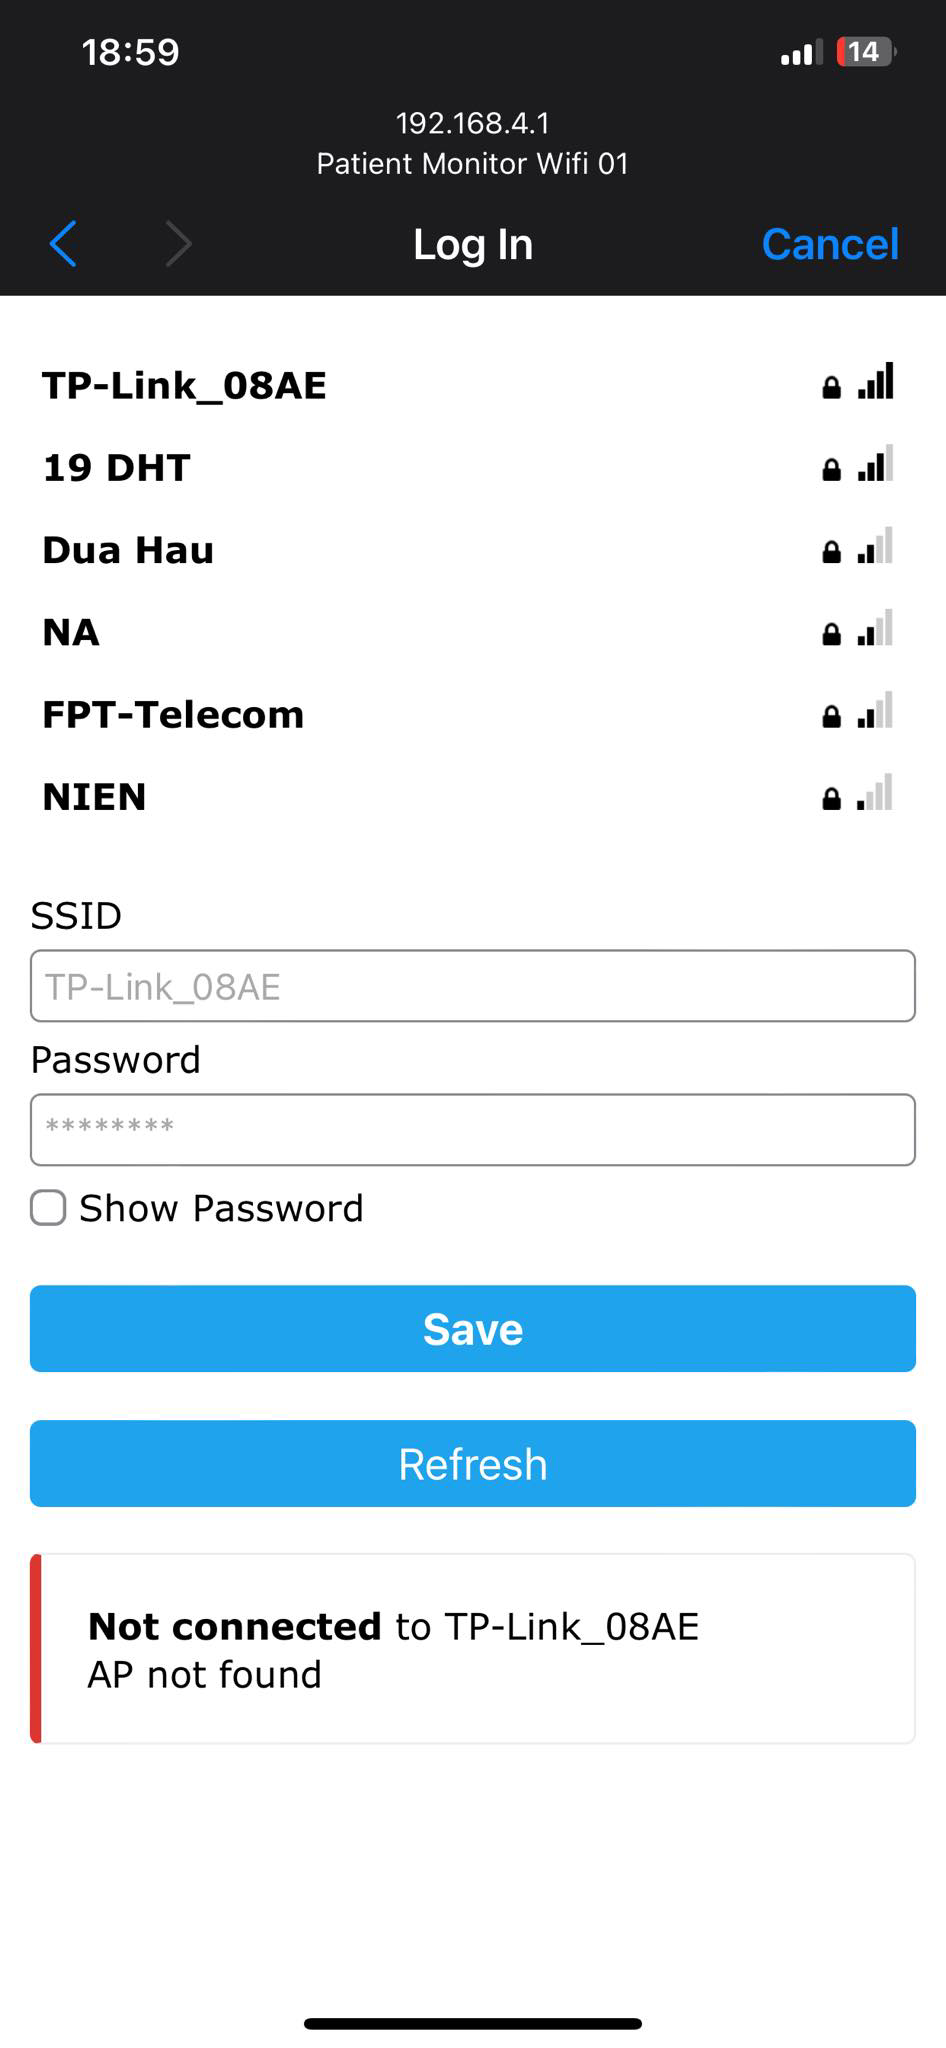 18:59
14
192.168.4.1
Patient Monitor Wifi 01
Log In
Cancel
TP-Link_08AE
19 DHT
Dua Hau
NA
FPT-Telecom
NIEN
SSID
TP-Link_08AE
Password
********
Show Password
Save
Refresh
Not connected to TP-Link_08AE
AP not found